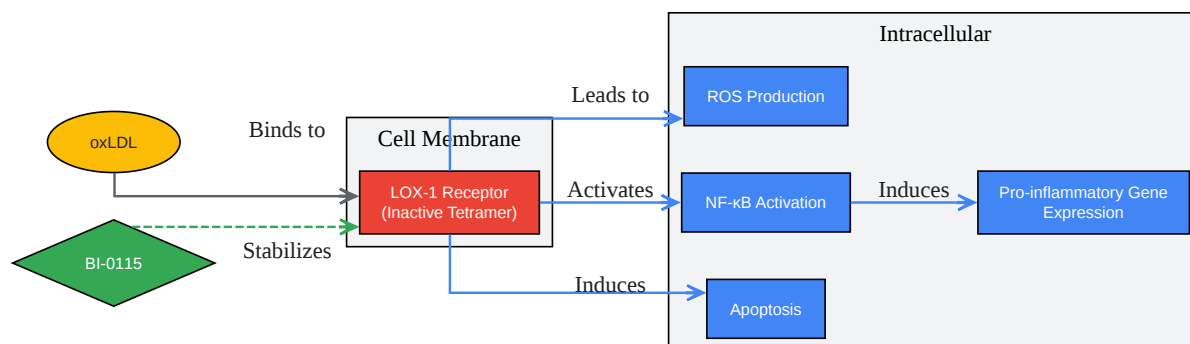 Intracellular
ROS Production
Leads to
Binds to
oxLDL
Cell Membrane
LOX-1 Receptor
(Inactive Tetramer)
Activates
NF-κB Activation
Induces
Pro-inflammatory Gene
Expression
Stabilizes
BI-0115
Induces
Apoptosis